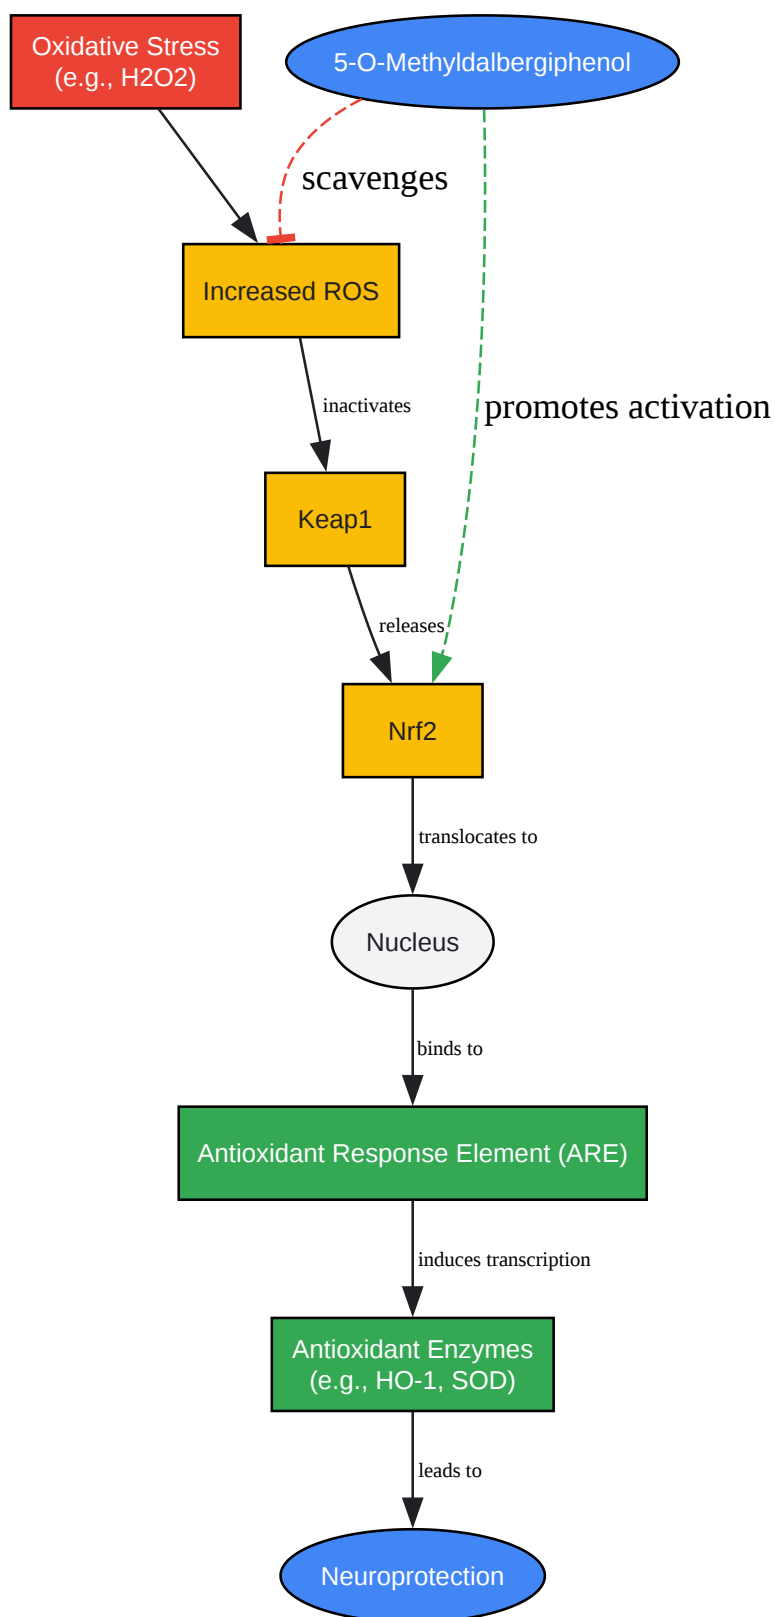 Oxidative Stress
(e.g., H2O2)
5-O-Methyldalbergiphenol
scavenges
Increased ROS
inactivates
promotes activation
Keap1
releases
Nrf2
translocates to
Nucleus
binds to
Antioxidant Response Element (ARE)
induces transcription
Antioxidant Enzymes
(e.g., HO-1, SOD)
leads to
Neuroprotection